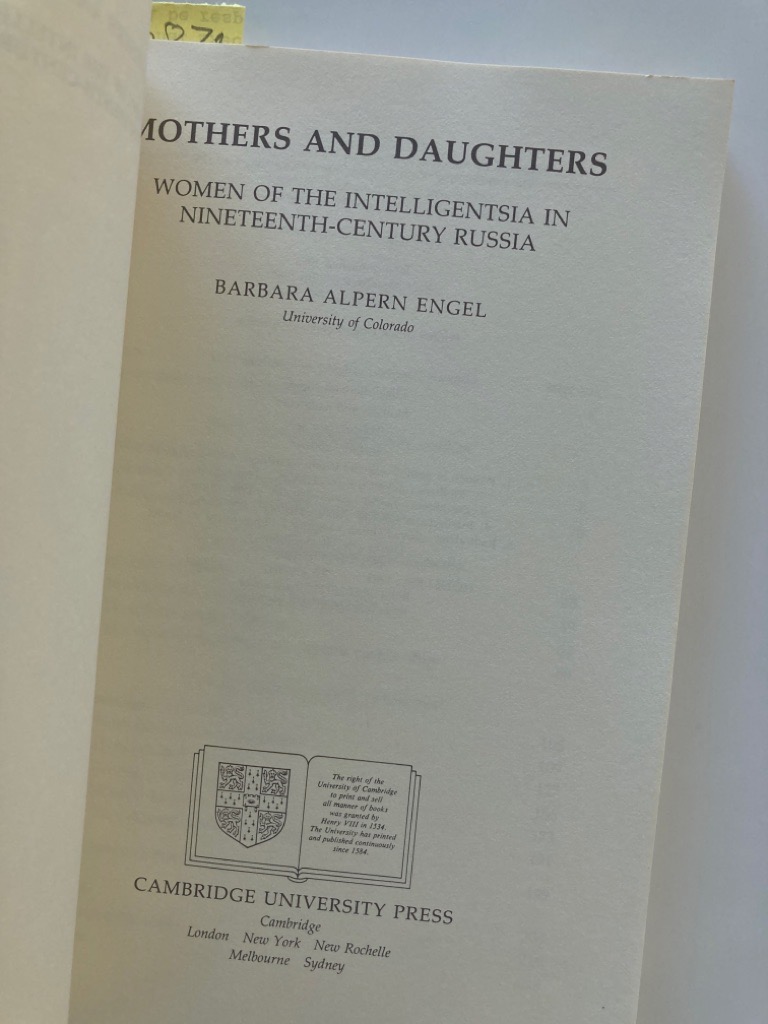 MOTHERS AND DAUGHTERS
WOMEN OF THE INTELLIGENTSIA IN
NINETEENTH-CENTURY RUSSIA
BARBARA ALPERN ENGEL
University of Colorado
The right of the
University of Cambridge
to print and sell
all manner of books
was granted by
Henry VIII in 1534.
The University has printed
and published continuously
since 1584.
CAMBRIDGE UNIVERSITY PRESS
Cambridge
London New York New Rochelle
Melbourne Sydney